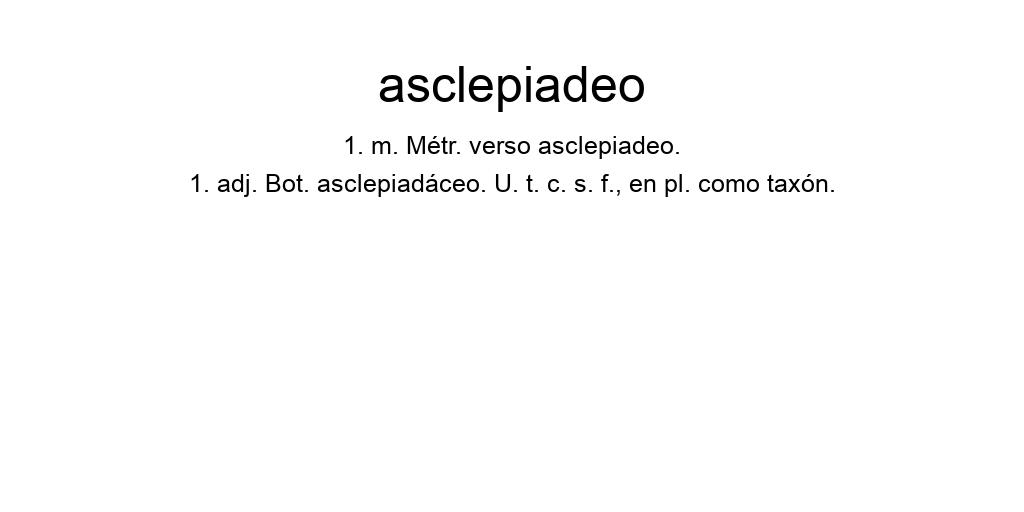 asclepiadeo
1. m. Métr. verso asclepiadeo.
1. adj. Bot. asclepiadáceo. U. t. c. s. f., en pl. como taxón.